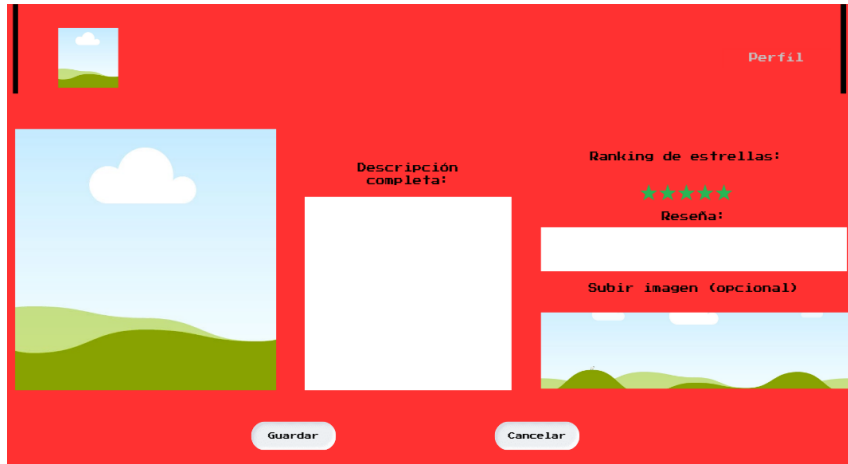 Perfil
Descripción
completa:
Ranking de estrellas:
Reseña:
Subir imagen (opcional)
Guardar
Cancelar